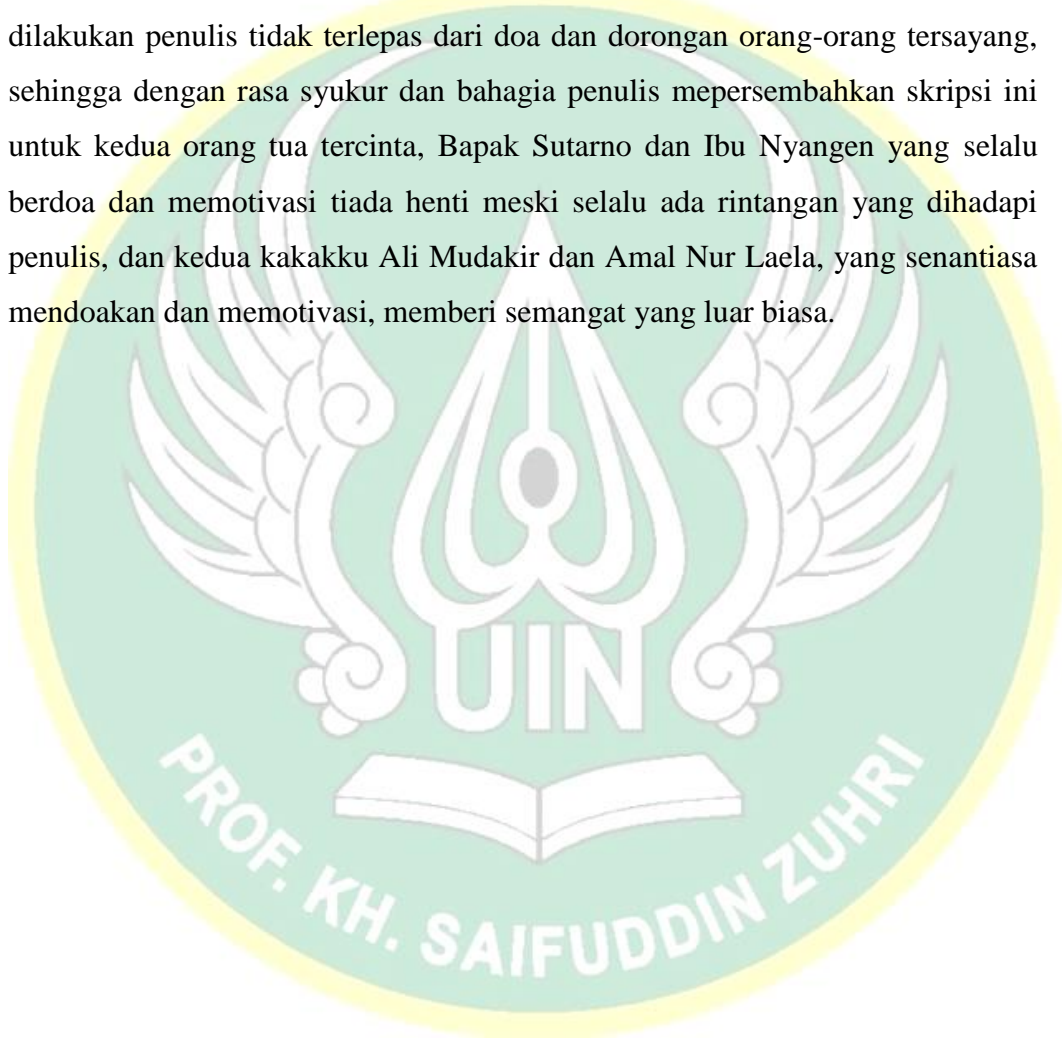 dilakukan penulis tidak terlepas dari doa dan dorongan orang-orang tersayang,
sehingga dengan rasa syukur dan bahagia penulis mepersembahkan skripsi ini
untuk kedua orang tua tercinta, Bapak Sutarno dan Ibu Nyangen yang selalu
berdoa dan memotivasi tiada henti meski selalu ada rintangan yang dihadapi
penulis, dan kedua kakakku Ali Mudakir dan Amal Nur Laela, yang senantiasa
mendoakan dan memotivasi, memberi semangat yang luar biasa.
UIN
PROF. KH. SAIFUDDIN ZUHRI